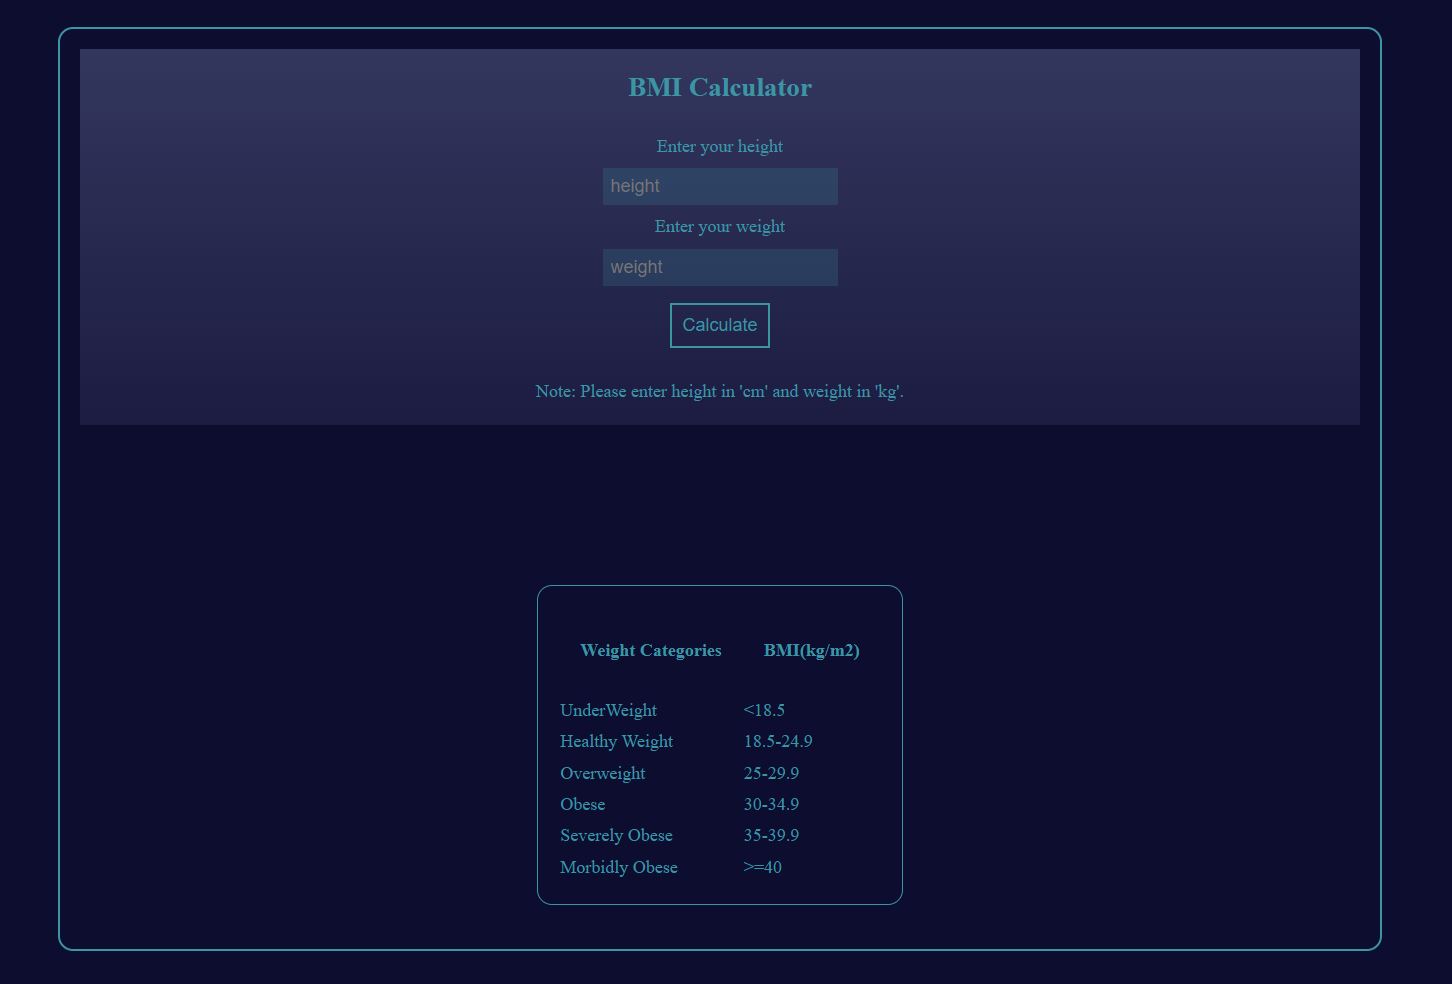 BMI Calculator
Enter your height
height
Enter your weight
weight
Calculate
Note: Please enter height in 'cm' and weight in 'kg'.
Weight Categories BMI(kg/m2)
UnderWeight <18.5
Healthy Weight 18.5-24.9
Overweight 25-29.9
Obese 30-34.9
Severely Obese 35-39.9
Morbidly Obese >=40